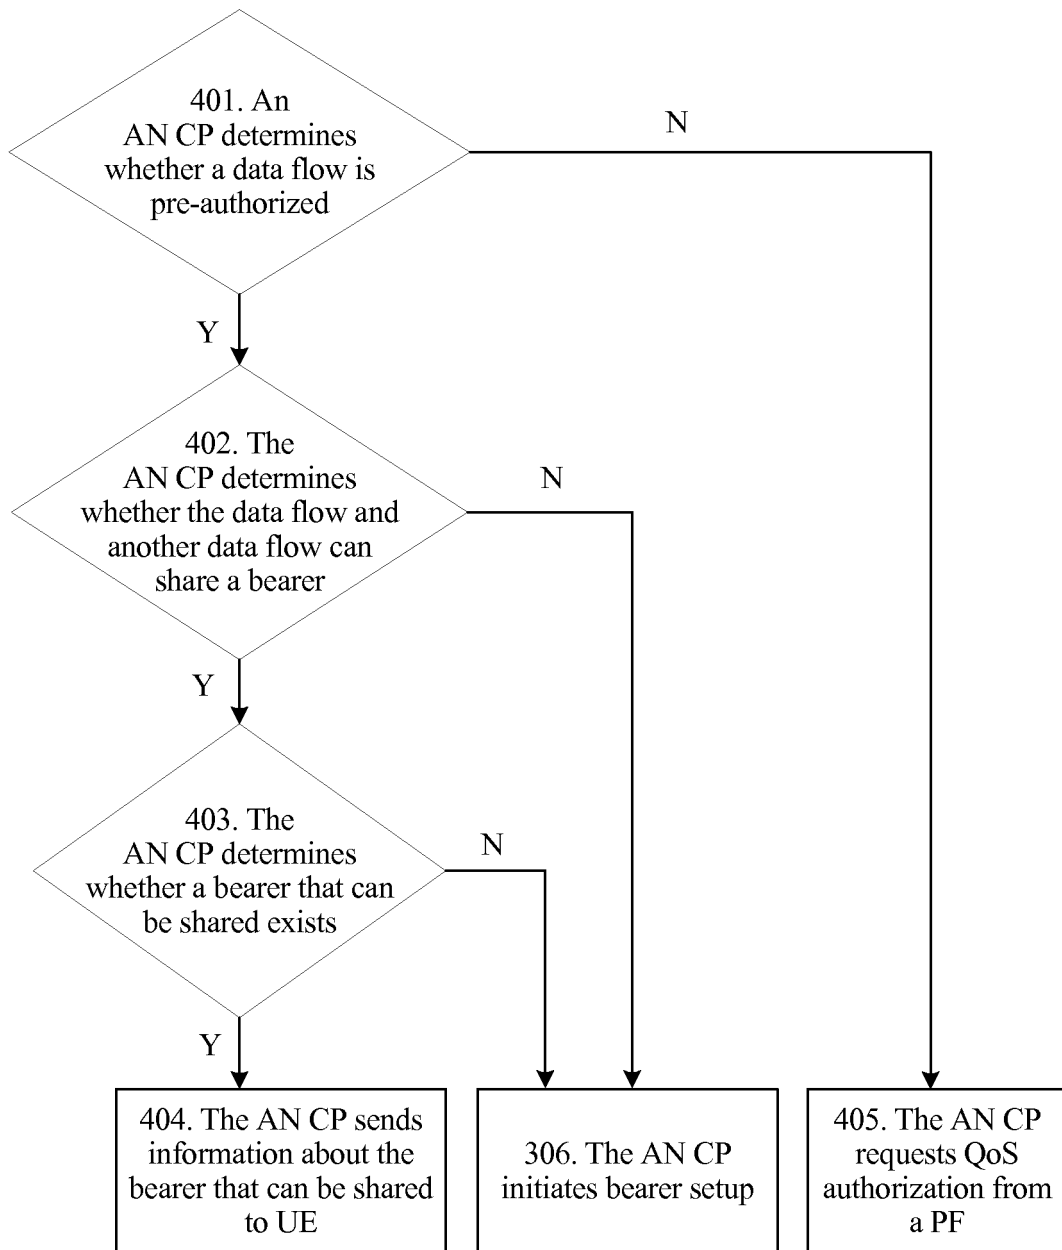 401. An
AN CP determines
whether a data flow is
pre-authorized
N
Y
402. The
AN CP determines
whether the data flow and
another data flow can
share a bearer
N
Y
403. The
AN CP determines
whether a bearer that can
be shared exists
N
Y
404. The AN CP sends
information about the
bearer that can be shared
to UE
306. The AN CP
initiates bearer setup
405. The AN CP
requests QoS
authorization from
a PF